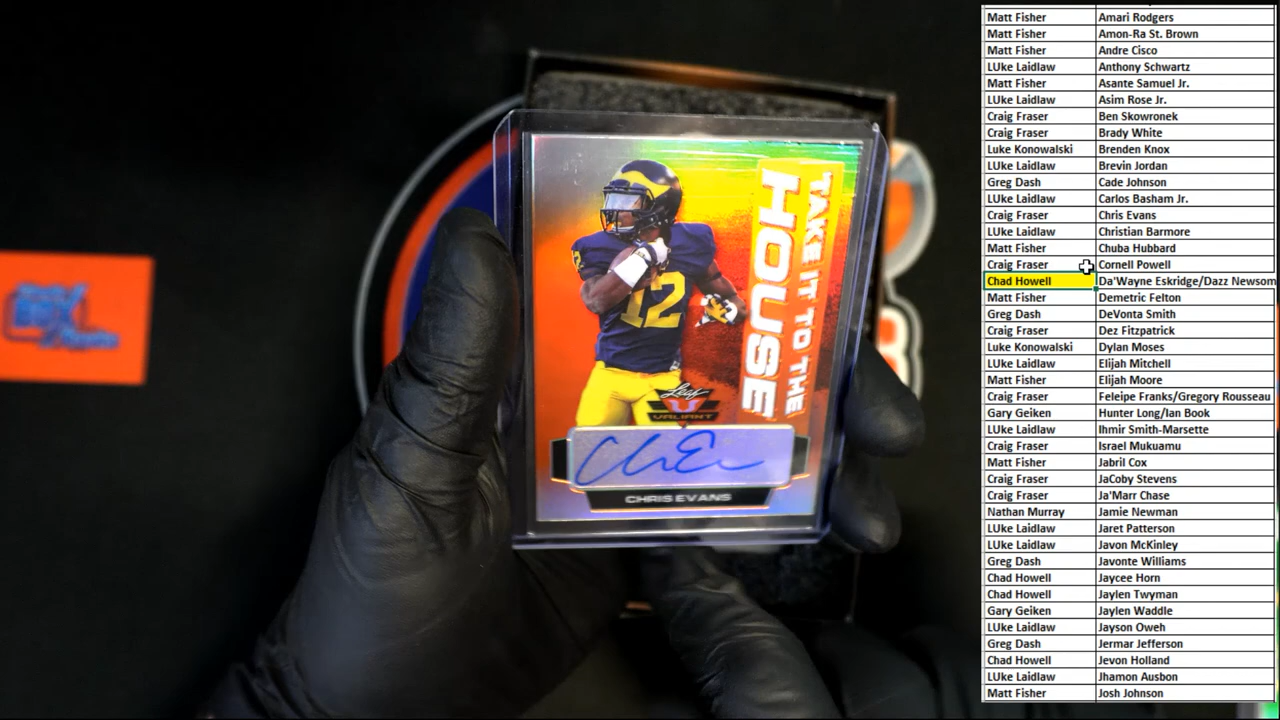 TAKE IT TO THE
HOUSE
12
12
Leaf
VALIANT
CHRIS EVANS
Matt Fisher Amari Rodgers
Matt Fisher Amon-Ra St. Brown
Matt Fisher Andre Cisco
LUke Laidlaw Anthony Schwartz
Matt Fisher Asante Samuel Jr.
LUke Laidlaw Asim Rose Jr.
Craig Fraser Ben Skowronek
Craig Fraser Brady White
Luke Konowalski Brenden Knox
LUke Laidlaw Brevin Jordan
Greg Dash Cade Johnson
LUke Laidlaw Carlos Basham Jr.
Craig Fraser Chris Evans
LUke Laidlaw Christian Barmore
Matt Fisher Chuba Hubbard
Craig Fraser Cornell Powell
Chad Howell Da'Wayne Eskridge/Dazz Newsom
Matt Fisher Demetric Felton
Greg Dash DeVonta Smith
Craig Fraser Dez Fitzpatrick
Luke Konowalski Dylan Moses
LUke Laidlaw Elijah Mitchell
Matt Fisher Elijah Moore
Craig Fraser Feleipe Franks/Gregory Rousseau
Gary Geiken Hunter Long/Ian Book
LUke Laidlaw Ihmir Smith-Marsette
Craig Fraser Israel Mukuamu
Matt Fisher Jabril Cox
Craig Fraser JaCoby Stevens
Craig Fraser Ja'Marr Chase
Nathan Murray Jamie Newman
LUke Laidlaw Jaret Patterson
LUke Laidlaw Javon McKinley
Greg Dash Javonte Williams
Chad Howell Jaycee Horn
Chad Howell Jaylen Twyman
Gary Geiken Jaylen Waddle
LUke Laidlaw Jayson Oweh
Greg Dash Jermar Jefferson
Chad Howell Jevon Holland
LUke Laidlaw Jhamon Ausbon
Matt Fisher Josh Johnson